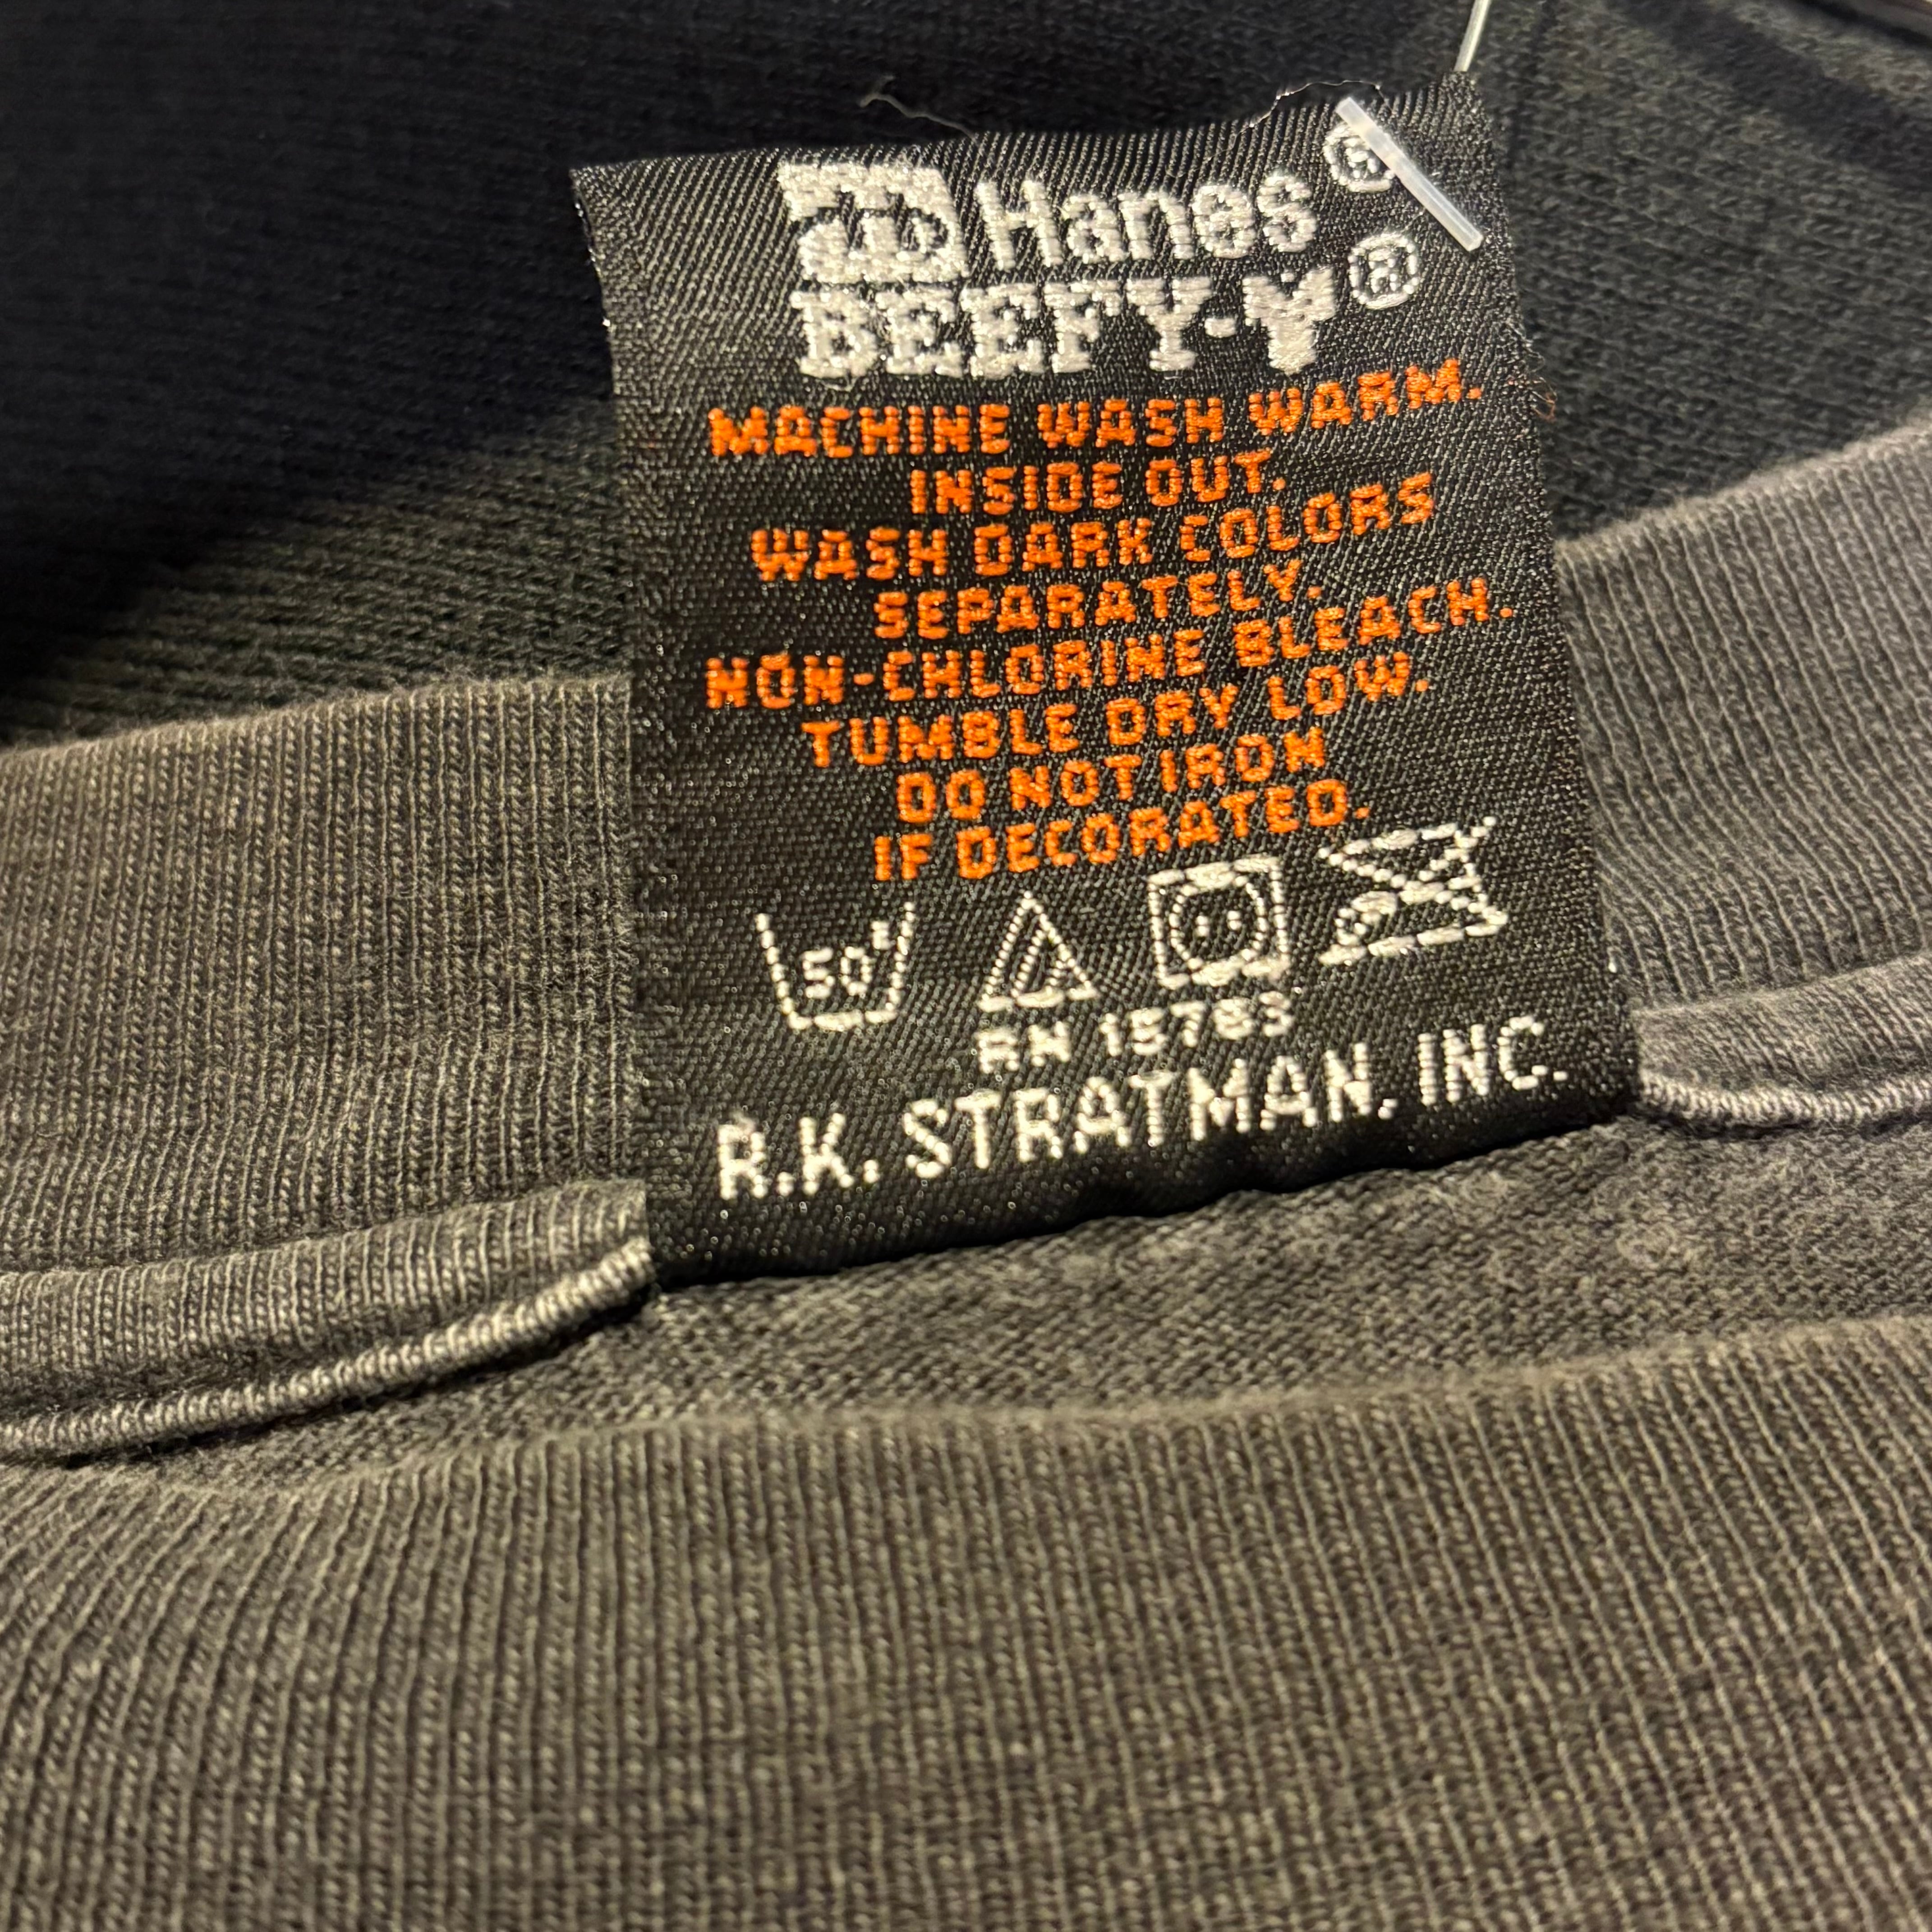 Hanes®
BEEFY-T®
MACHINE WASH WARM.
INSIDE OUT.
WASH DARK COLORS
SEPARATELY.
NON-CHLORINE BLEACH.
TUMBLE DRY LOW.
DO NOT IRON
IF DECORATED.
50°
RN 15763
R.K. STRATMAN, INC.